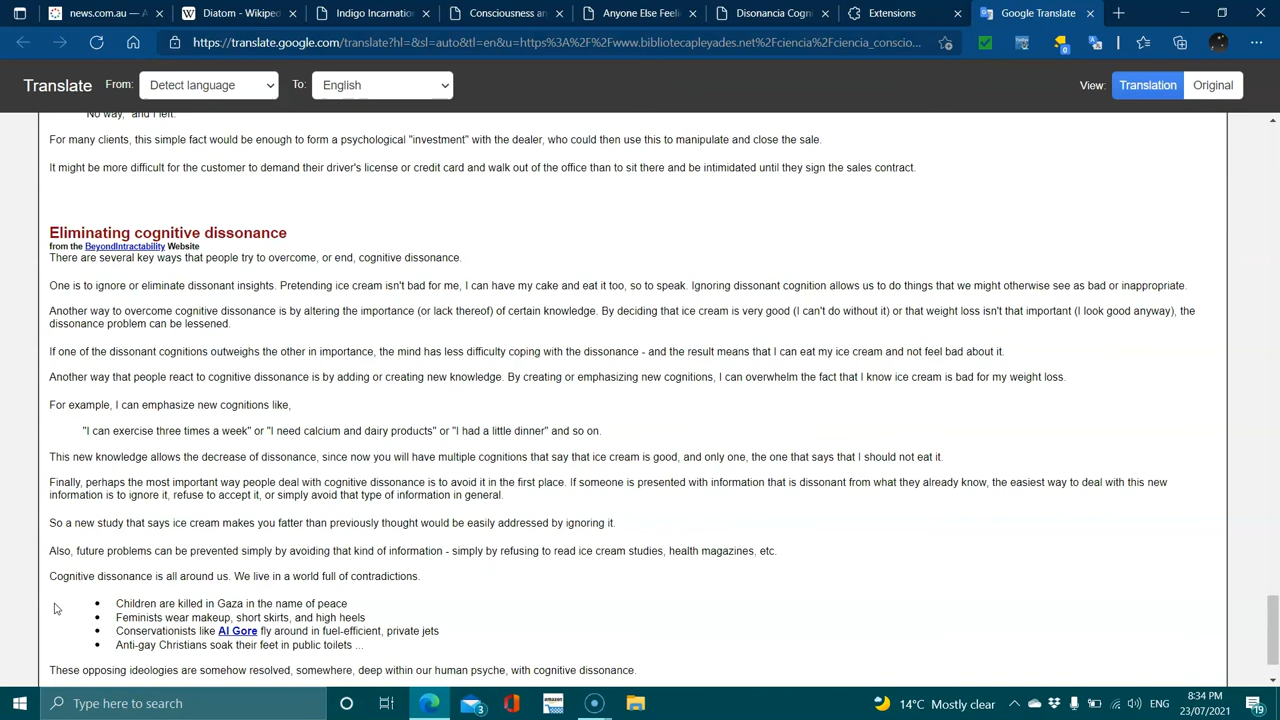 news.com.au — A
Diatom - Wikiped
Indigo Incarnation
Consciousness an
Anyone Else Feeli
Disonancia Cogni
Extensions
Google Translate
https://translate.google.com/translate?hl=&sl=auto&tl=en&u=https%3A%2F%2Fwww.bibliotecapleyades.net%2Fciencia%2Fciencia_conscio...
Translate From: Detect language To: English View: Translation Original
"No way," and I left.
For many clients, this simple fact would be enough to form a psychological "investment" with the dealer, who could then use this to manipulate and close the sale.
It might be more difficult for the customer to demand their driver's license or credit card and walk out of the office than to sit there and be intimidated until they sign the sales contract.
Eliminating cognitive dissonance
from the BeyondIntractability Website
There are several key ways that people try to overcome, or end, cognitive dissonance.
One is to ignore or eliminate dissonant insights. Pretending ice cream isn't bad for me, I can have my cake and eat it too, so to speak. Ignoring dissonant cognition allows us to do things that we might otherwise see as bad or inappropriate.
Another way to overcome cognitive dissonance is by altering the importance (or lack thereof) of certain knowledge. By deciding that ice cream is very good (I can't do without it) or that weight loss isn't that important (I look good anyway), the
dissonance problem can be lessened.
If one of the dissonant cognitions outweighs the other in importance, the mind has less difficulty coping with the dissonance - and the result means that I can eat my ice cream and not feel bad about it.
Another way that people react to cognitive dissonance is by adding or creating new knowledge. By creating or emphasizing new cognitions, I can overwhelm the fact that I know ice cream is bad for my weight loss.
For example, I can emphasize new cognitions like,
"I can exercise three times a week" or "I need calcium and dairy products" or "I had a little dinner" and so on.
This new knowledge allows the decrease of dissonance, since now you will have multiple cognitions that say that ice cream is good, and only one, the one that says that I should not eat it.
Finally, perhaps the most important way people deal with cognitive dissonance is to avoid it in the first place. If someone is presented with information that is dissonant from what they already know, the easiest way to deal with this new
information is to ignore it, refuse to accept it, or simply avoid that type of information in general.
So a new study that says ice cream makes you fatter than previously thought would be easily addressed by ignoring it.
Also, future problems can be prevented simply by avoiding that kind of information - simply by refusing to read ice cream studies, health magazines, etc.
Cognitive dissonance is all around us. We live in a world full of contradictions.
• Children are killed in Gaza in the name of peace
• Feminists wear makeup, short skirts, and high heels
• Conservationists like Al Gore fly around in fuel-efficient, private jets
• Anti-gay Christians soak their feet in public toilets ...
These opposing ideologies are somehow resolved, somewhere, deep within our human psyche, with cognitive dissonance.
Type here to search
3
amazon
14°C Mostly clear
ENG
8:34 PM
23/07/2021
19